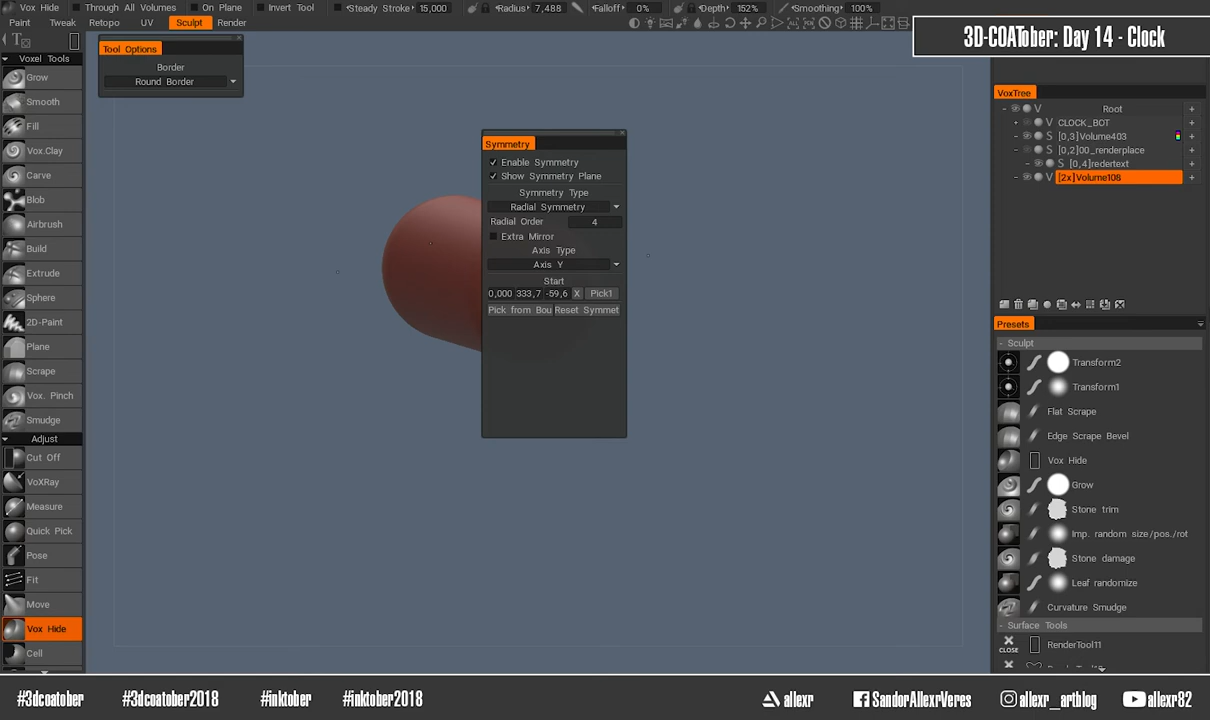 Vox Hide Through All Volumes On Plane Invert Tool Steady Stroke 15,000 Radius 7,488 Falloff 0% Depth 152% Smoothing 100%
Paint Tweak Retopo UV Sculpt Render
3D-COATober: Day 14 - Clock
Tool Options
Border
Round Border
Voxel Tools
Grow
Smooth
Fill
Vox.Clay
Carve
Blob
Airbrush
Build
Extrude
Sphere
2D-Paint
Plane
Scrape
Vox. Pinch
Smudge
Adjust
Cut Off
VoXRay
Measure
Quick Pick
Pose
Fit
Move
Vox Hide
Cell
Symmetry
Enable Symmetry
Show Symmetry Plane
Symmetry Type
Radial Symmetry
Radial Order 4
Extra Mirror
Axis Type
Axis Y
Start
0,000 333,7 -59,6 X Pick1
Pick from Bou Reset Symmet
VoxTree
V Root
V CLOCK_BOT
S [0,3]Volume403
S [0,2]00_renderplace
S [0,4]redertext
V [2x]Volume108
Presets
Sculpt
Transform2
Transform1
Flat Scrape
Edge Scrape Bevel
Vox Hide
Grow
Stone trim
Imp. random size/pos./rot
Stone damage
Leaf randomize
Curvature Smudge
Surface Tools
CLOSE RenderTool11
#3dcoatober #3dcoatober2018 #inktober #inktober2018 allexr SandorAllexrVeres allexr_artblog allexr82